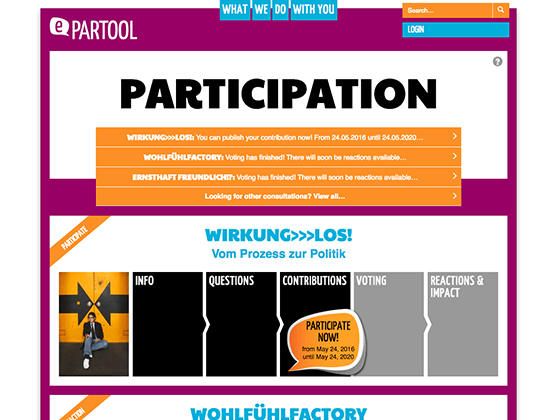 WHAT WE DO WITH YOU
Search...
e PARTOOL
LOGIN
?
PARTICIPATION
WIRKUNG>>>LOS!: You can publish your contribution now! From 24.05.2016 until 24.05.2020...
WOHLFÜHLFACTORY: Voting has finished! There will soon be reactions available...
ERNSTHAFT FREUNDLICH!?: Voting has finished! There will soon be reactions available...
Looking for other consultations? View all...
PARTICIPATE
WIRKUNG>>>LOS!
Vom Prozess zur Politik
INFO
QUESTIONS
CONTRIBUTIONS
VOTING
REACTIONS &
IMPACT
PARTICIPATE
NOW!
from May 24, 2016
until May 24, 2020
WOHLFÜHLFACTORY